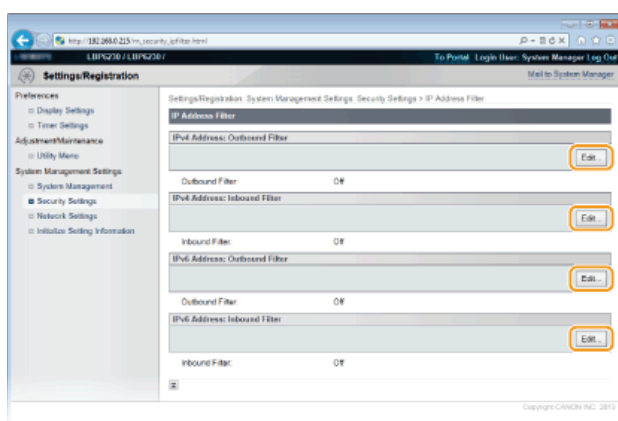 http://192.168.0.215/m_security_ipfilter.html
LBP6230 / LBP6230 /
To Portal Login User: System Manager Log Out
Settings/Registration
Mail to System Manager
Preferences
Display Settings
Timer Settings
Adjustment/Maintenance
Utility Menu
System Management Settings
System Management
Security Settings
Network Settings
Initialize Setting Information
Settings/Registration: System Management Settings: Security Settings > IP Address Filter
IP Address Filter
IPv4 Address: Outbound Filter
Edit...
Outbound Filter: Off
IPv4 Address: Inbound Filter
Edit...
Inbound Filter: Off
IPv6 Address: Outbound Filter
Edit...
Outbound Filter: Off
IPv6 Address: Inbound Filter
Edit...
Inbound Filter: Off
Copyright CANON INC. 2013